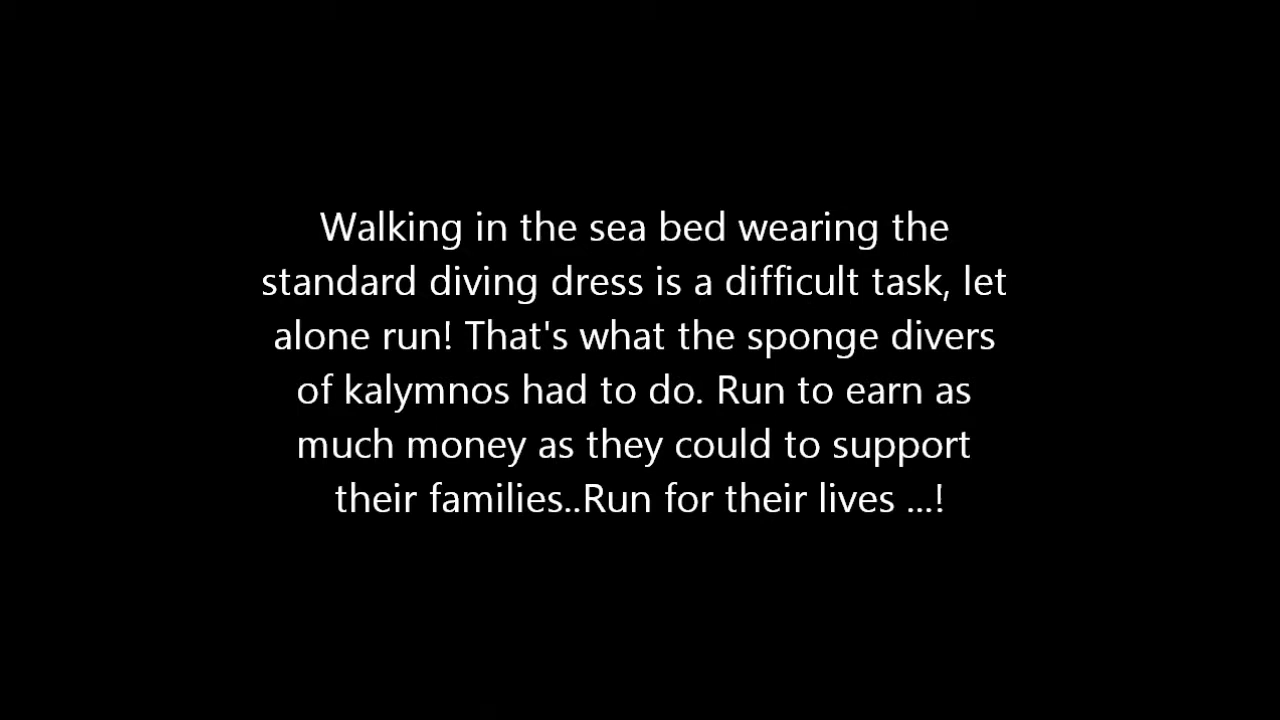 Walking in the sea bed wearing the
standard diving dress is a difficult task, let
alone run! That's what the sponge divers
of kalymnos had to do. Run to earn as
much money as they could to support
their families..Run for their lives ...!